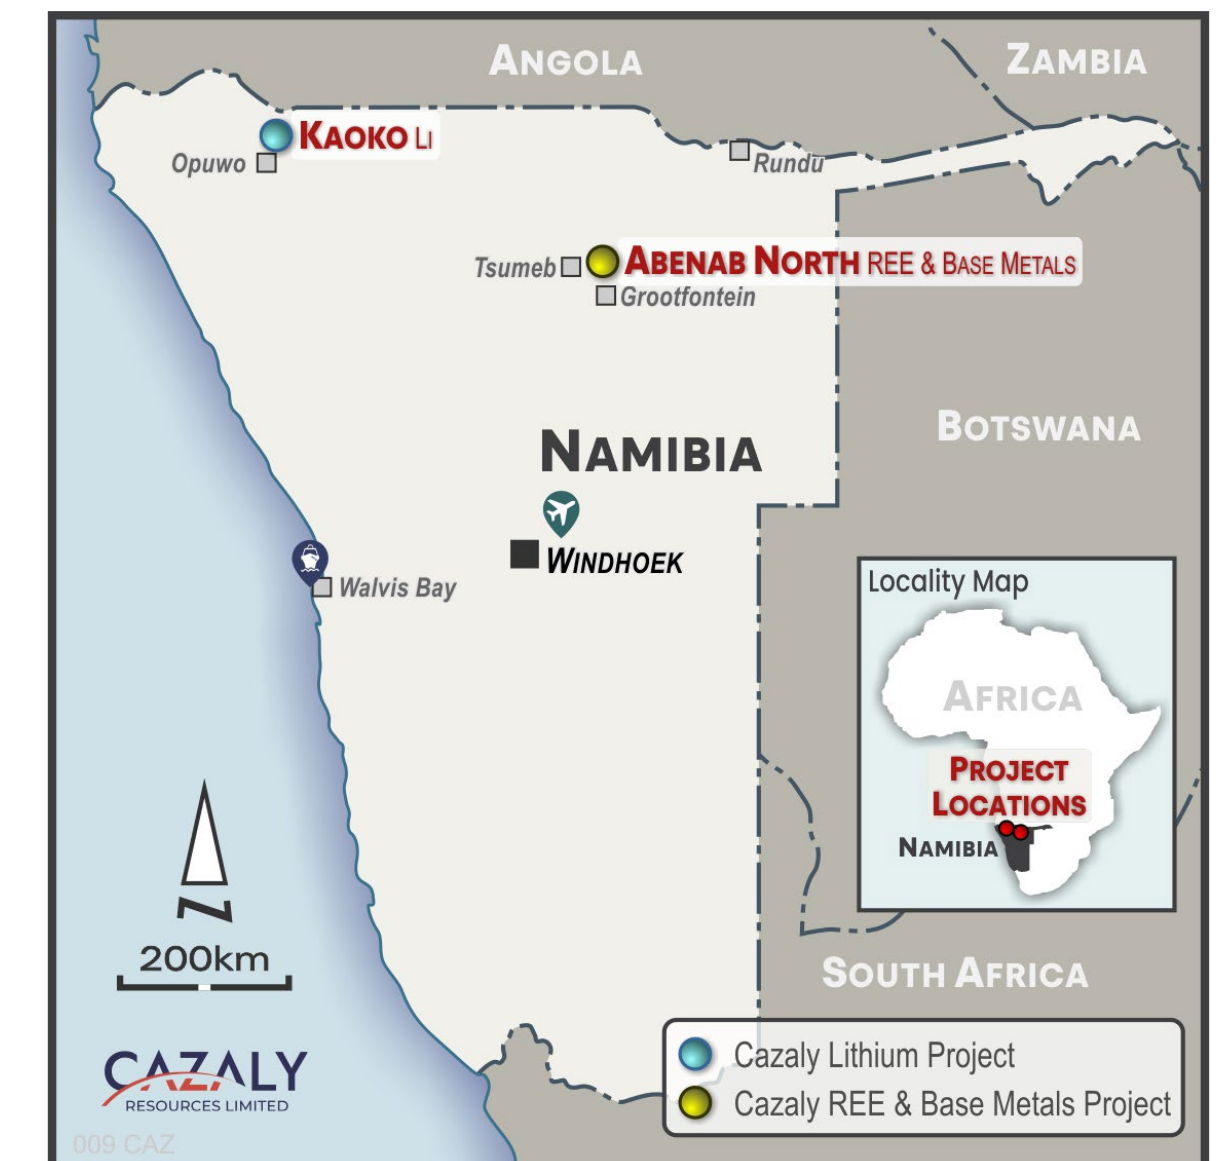 ANGOLA
ZAMBIA
KAOKO LI
Opuwo
Rundu
ABENAB NORTH REE & BASE METALS
Tsumeb
Grootfontein
BOTSWANA
NAMIBIA
WINDHOEK
Walvis Bay
Locality Map
AFRICA
PROJECT
LOCATIONS
NAMIBIA
N
200km
SOUTH AFRICA
CAZALY
RESOURCES LIMITED
Cazaly Lithium Project
Cazaly REE & Base Metals Project
009 CAZ